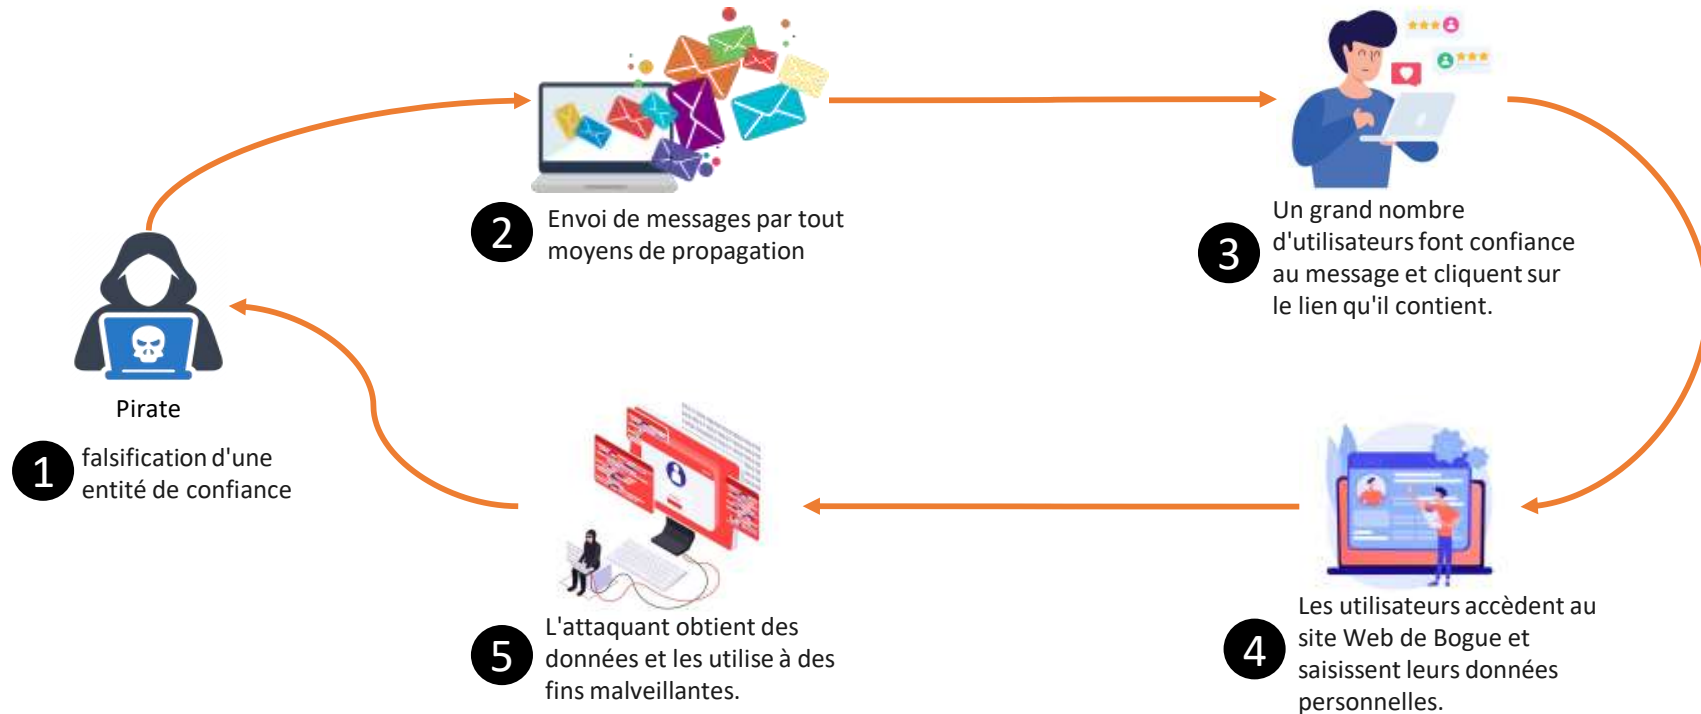 Pirate
1
falsification d'une
entité de confiance
2
Envoi de messages par tout
moyens de propagation
3
Un grand nombre
d'utilisateurs font confiance
au message et cliquent sur
le lien qu'il contient.
4
Les utilisateurs accèdent au
site Web de Bogue et
saisissent leurs données
personnelles.
5
L'attaquant obtient des
données et les utilise à des
fins malveillantes.